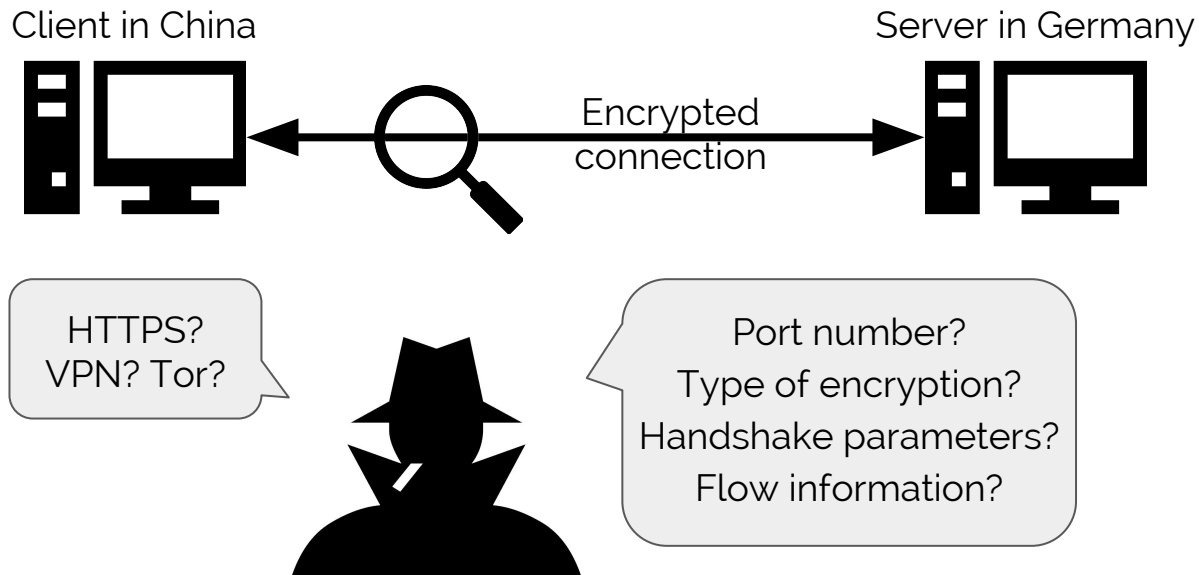 Client in China
Server in Germany
Encrypted
connection
HTTPS?
VPN? Tor?
Port number?
Type of encryption?
Handshake parameters?
Flow information?